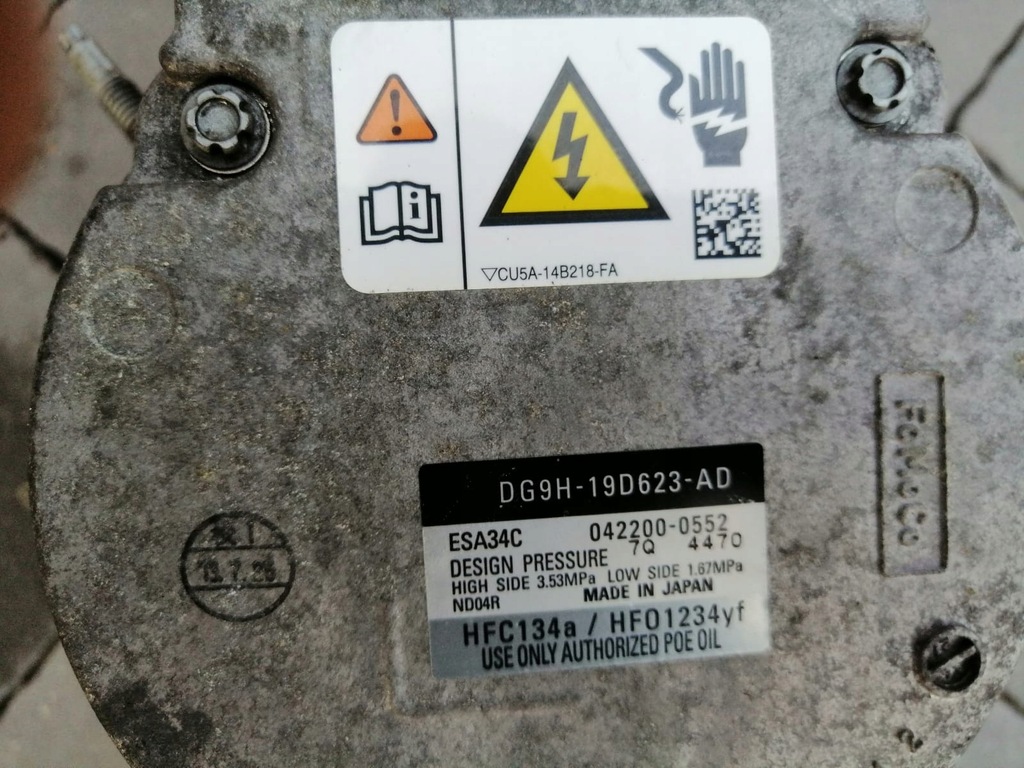 ▽CU5A-14B218-FA
FoMoCo
DG9H-19D623-AD
ESA34C 042200-0552
7Q 4470
DESIGN PRESSURE
HIGH SIDE 3.53MPa LOW SIDE 1.67MPa
ND04R MADE IN JAPAN
HFC134a / HFO1234yf
USE ONLY AUTHORIZED POE OIL